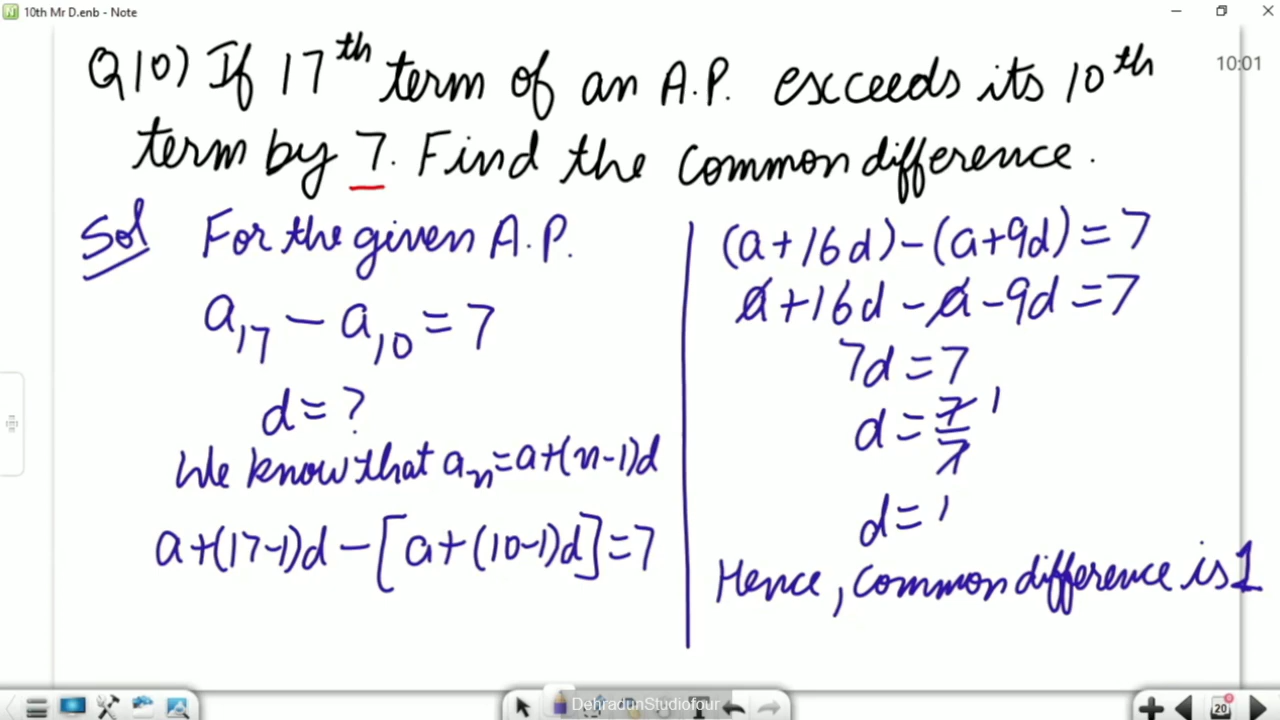 10th Mr D.enb - Note
10:01
Q10) If 17th term of an A.P. exceeds its 10th
term by 7. Find the common difference.
Sol For the given A.P.
a17 - a10 = 7
d = ?
We know that an = a+(n-1)d
a+(17-1)d - [a+(10-1)d] = 7
(a+16d) - (a+9d) = 7
a+16d - a - 9d = 7
7d = 7
d = 7/7 1
d = 1
Hence, common difference is 1
DehradunStudiofour
20